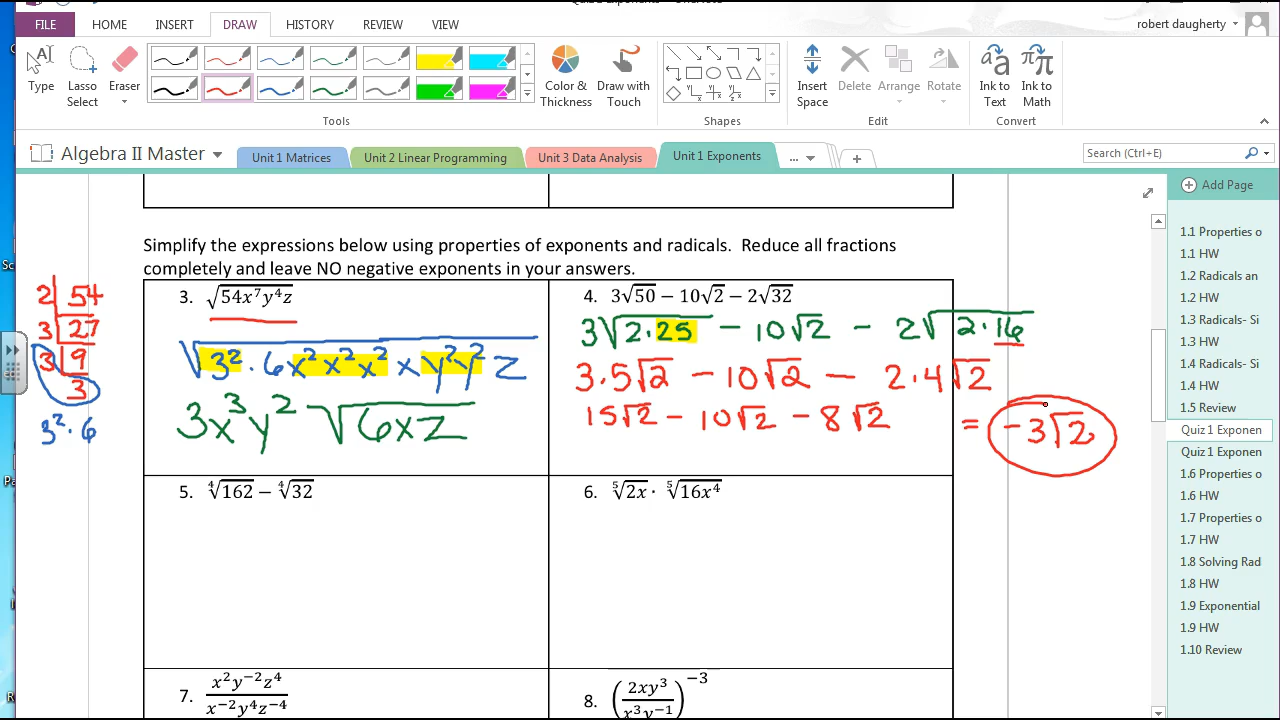 FILE HOME INSERT DRAW HISTORY REVIEW VIEW robert daugherty
Type Lasso Select Eraser Color & Thickness Draw with Touch Insert Space Delete Arrange Rotate Ink to Text Ink to Math
Tools Shapes Edit Convert
Algebra II Master Unit 1 Matrices Unit 2 Linear Programming Unit 3 Data Analysis Unit 1 Exponents ... Search (Ctrl+E)
Add Page
1.1 Properties o
1.1 HW
1.2 Radicals an
1.2 HW
1.3 Radicals- Si
1.3 HW
1.4 Radicals- Si
1.4 HW
1.5 Review
Quiz 1 Exponen
Quiz 1 Exponen
1.6 Properties o
1.6 HW
1.7 Properties o
1.7 HW
1.8 Solving Rad
1.8 HW
1.9 Exponential
1.9 HW
1.10 Review
Simplify the expressions below using properties of exponents and radicals. Reduce all fractions
completely and leave NO negative exponents in your answers.
2 54
3 27
3 9
3
3² · 6
3. √54x⁷y⁴z
√3² · 6x²x²x² x y²y² z
3x³y² √6xz
4. 3√50 − 10√2 − 2√32
3√2·25 − 10√2 − 2√2·16
3·5√2 − 10√2 − 2·4√2
15√2 − 10√2 − 8√2 = −3√2
5. ⁴√162 − ⁴√32
6. ⁵√2x · ⁵√16x⁴
7. x²y⁻²z⁴
x⁻²y⁴z⁻⁴
8. (2xy³
x³y⁻¹)⁻³